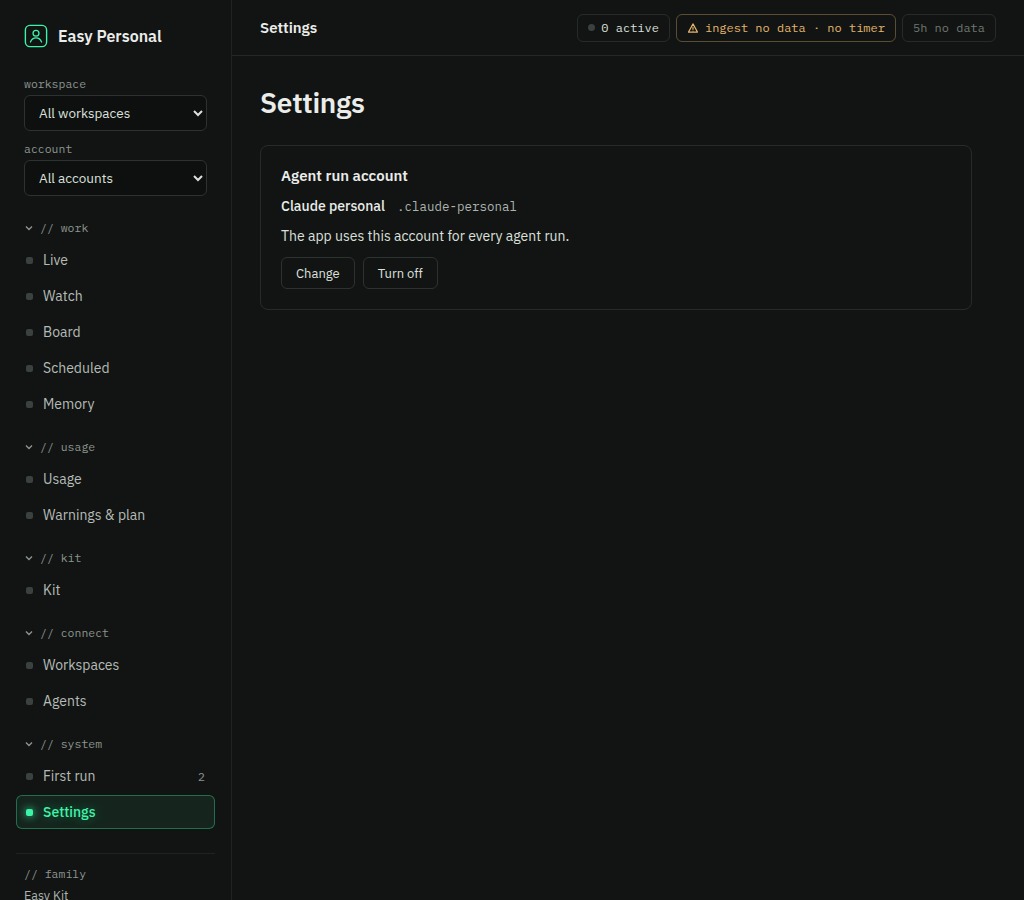 Easy Personal
Settings
0 active
ingest no data · no timer
5h no data
workspace
All workspaces
account
All accounts
// work
Live
Watch
Board
Scheduled
Memory
// usage
Usage
Warnings & plan
// kit
Kit
// connect
Workspaces
Agents
// system
First run 2
Settings
// family
Easy Kit
Settings
Agent run account
Claude personal .claude-personal
The app uses this account for every agent run.
Change Turn off